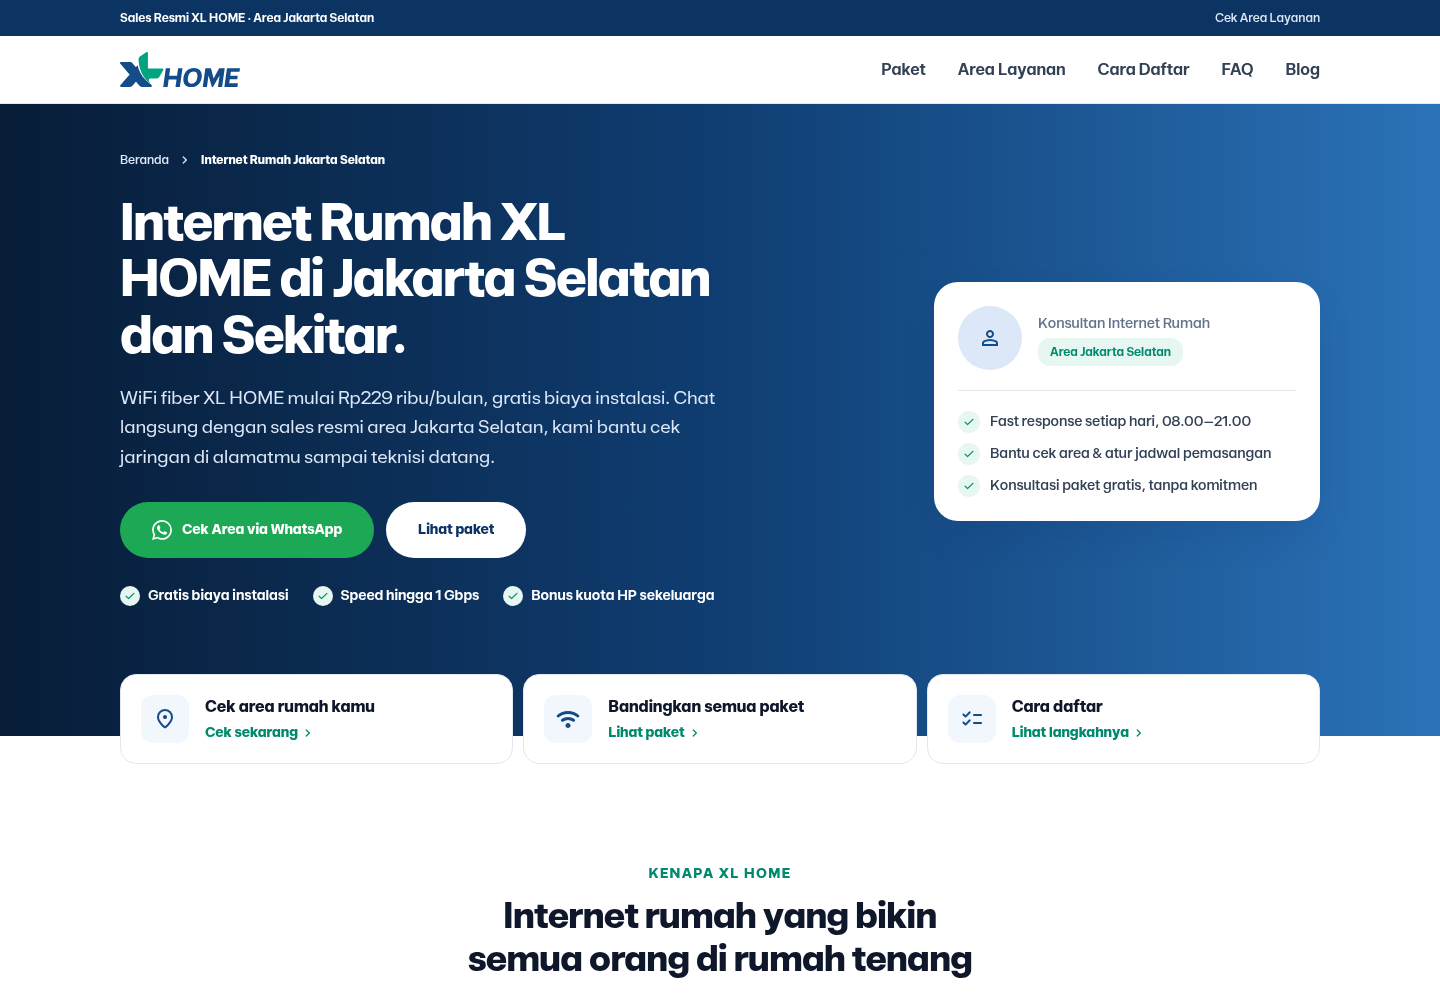 Sales Resmi XL HOME · Area Jakarta Selatan
Cek Area Layanan
XL HOME
Paket
Area Layanan
Cara Daftar
FAQ
Blog
Beranda
Internet Rumah Jakarta Selatan
Internet Rumah XL
HOME di Jakarta Selatan
dan Sekitar.
WiFi fiber XL HOME mulai Rp229 ribu/bulan, gratis biaya instalasi. Chat
langsung dengan sales resmi area Jakarta Selatan, kami bantu cek
jaringan di alamatmu sampai teknisi datang.
Cek Area via WhatsApp
Lihat paket
Gratis biaya instalasi
Speed hingga 1 Gbps
Bonus kuota HP sekeluarga
Konsultan Internet Rumah
Area Jakarta Selatan
Fast response setiap hari, 08.00–21.00
Bantu cek area & atur jadwal pemasangan
Konsultasi paket gratis, tanpa komitmen
Cek area rumah kamu
Cek sekarang
Bandingkan semua paket
Lihat paket
Cara daftar
Lihat langkahnya
KENAPA XL HOME
Internet rumah yang bikin
semua orang di rumah tenang